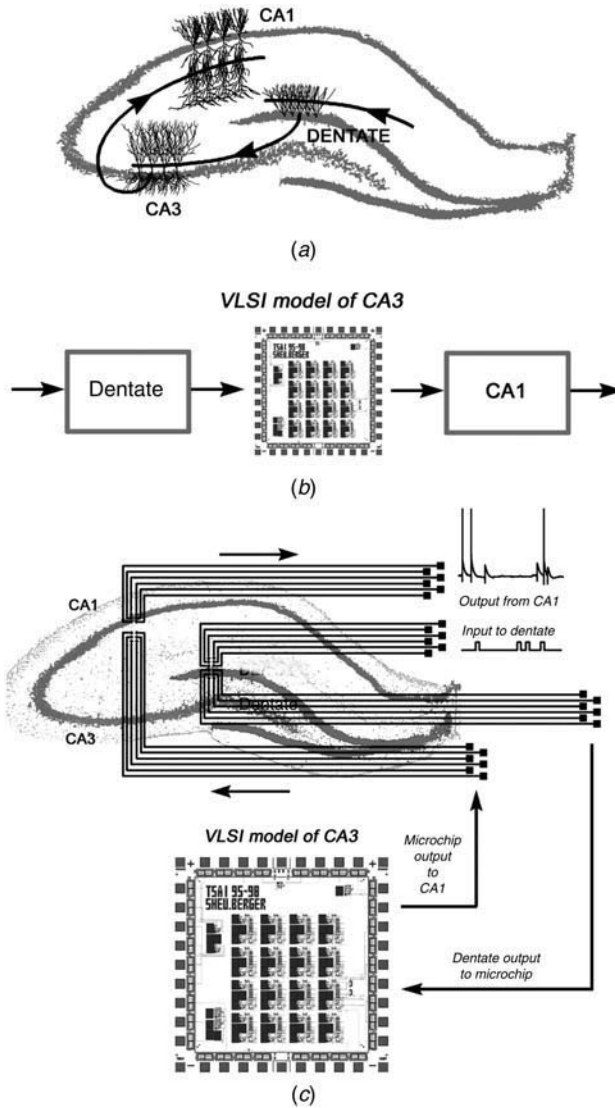 CA1
DENTATE
CA3
(a)
VLSI model of CA3
Dentate
TSAI 95-98
SHEU.BERGER
CA1
(b)
Output from CA1
Input to dentate
CA1
Dentate
CA3
VLSI model of CA3
TSAI 95-98
SHEU.BERGER
Microchip
output
to
CA1
Dentate output
to microchip
(c)